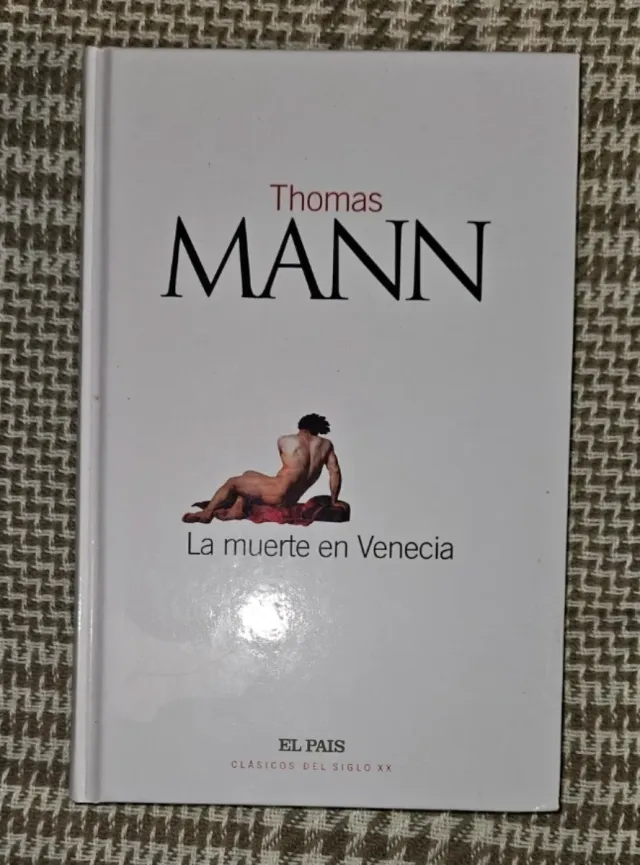 Thomas
MANN
La muerte en Venecia
EL PAIS
CLÁSICOS DEL SIGLO XX